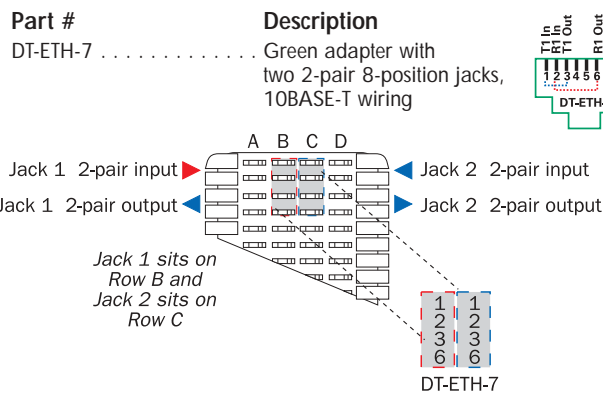 Part # Description
DT-ETH-7 . . . . . . . . . . . . . Green adapter with
two 2-pair 8-position jacks,
10BASE-T wiring
T1 In
R1 In
T1 Out
R1 Out
1 2 3 4 5 6
DT-ETH-
A B C D
Jack 1 2-pair input
Jack 2 2-pair input
Jack 1 2-pair output
Jack 2 2-pair output
Jack 1 sits on
Row B and
Jack 2 sits on
Row C
1 1
2 2
3 3
6 6
DT-ETH-7